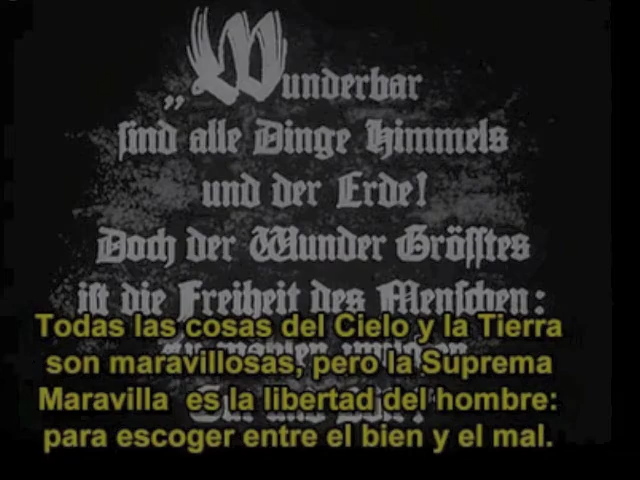 „Wunderbar
sind alle Dinge Himmels
und der Erde!
Doch der Wunder Grösstes
ist die Freiheit des Menschen:
Todas las cosas del Cielo y la Tierra
son maravillosas, pero la Suprema
Maravilla es la libertad del hombre:
para escoger entre el bien y el mal.